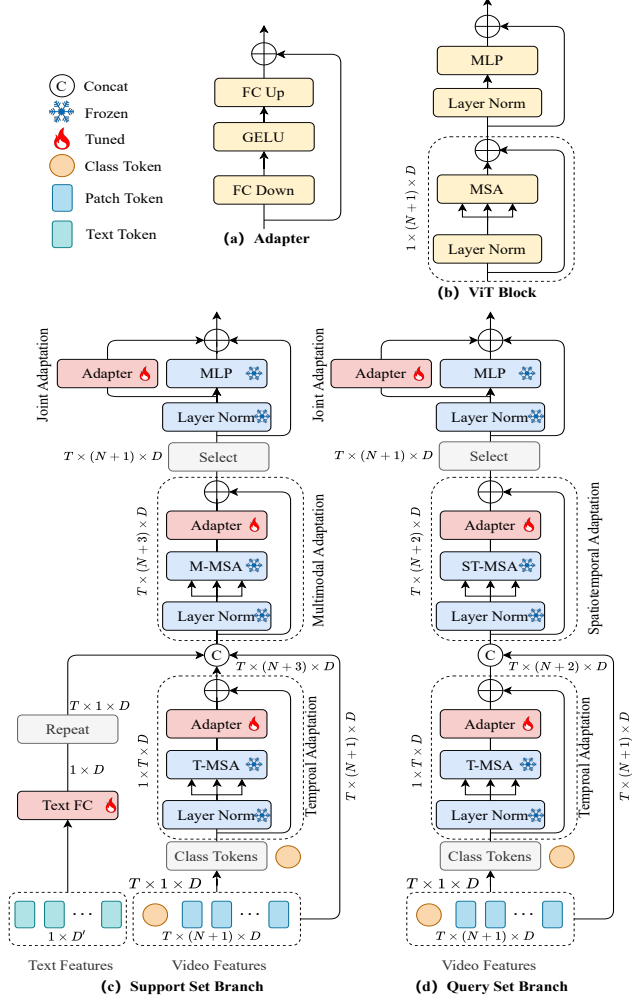 C Concat
Frozen
Tuned
Class Token
Patch Token
Text Token
FC Up
GELU
FC Down
(a) Adapter
MLP
Layer Norm
MSA
Layer Norm
1 × (N + 1) × D
(b) ViT Block
Joint Adaptation
Adapter
MLP
Layer Norm
T × (N + 1) × D
Select
T × (N + 3) × D
Adapter
M-MSA
Layer Norm
Multimodal Adaptation
C
T × (N + 3) × D
T × 1 × D
Repeat
1 × D
Text FC
1 × T × D
Adapter
T-MSA
Layer Norm
Temproal Adaptation
T × (N + 1) × D
Class Tokens
T × 1 × D
...
1 × D′
...
T × (N + 1) × D
Text Features
Video Features
(c) Support Set Branch
Joint Adaptation
Adapter
MLP
Layer Norm
T × (N + 1) × D
Select
T × (N + 2) × D
Adapter
ST-MSA
Layer Norm
Spatiotemporal Adaptation
C
T × (N + 2) × D
1 × T × D
Adapter
T-MSA
Layer Norm
Temproal Adaptation
T × (N + 1) × D
Class Tokens
T × 1 × D
...
T × (N + 1) × D
Video Features
(d) Query Set Branch